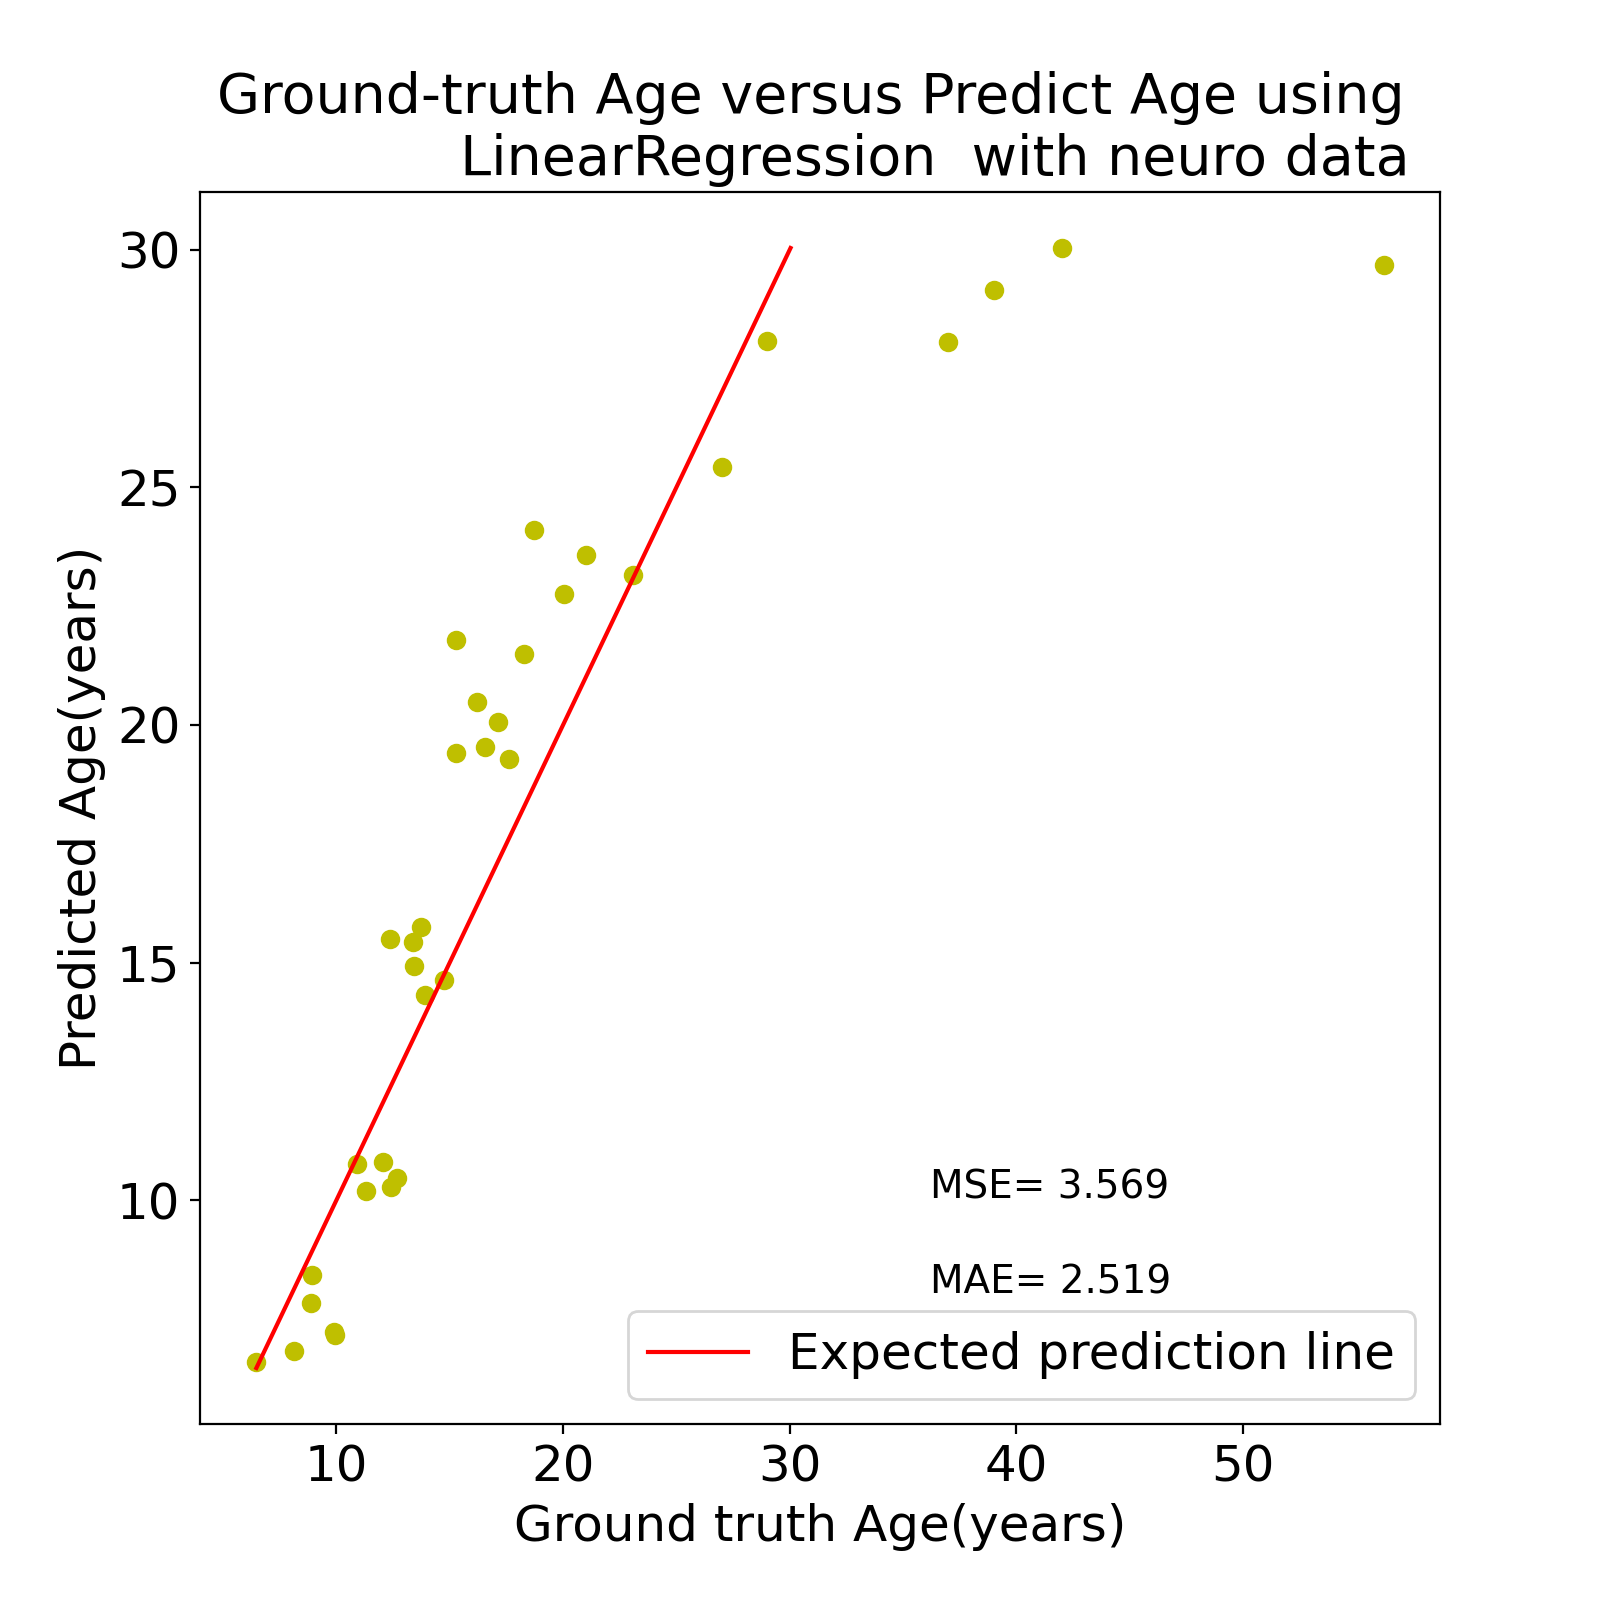 Ground-truth Age versus Predict Age using
LinearRegression  with neuro data
30
25
20
15
10
Predicted Age(years)
MSE= 3.569
MAE= 2.519
Expected prediction line
10 20 30 40 50
Ground truth Age(years)